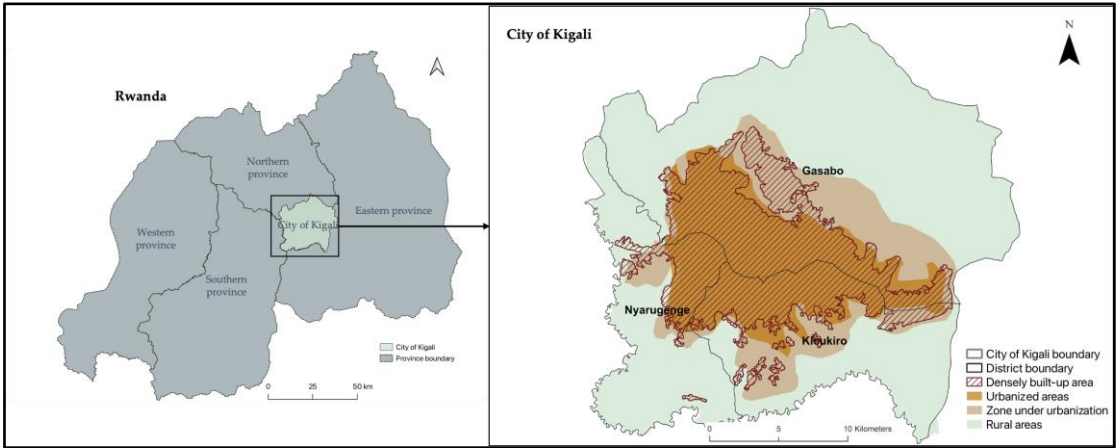 Rwanda
Northern
province
Eastern province
City of Kigali
Western
province
Southern
province
City of Kigali
Province boundary
0 25 50 km
City of Kigali
N
Gasabo
Nyarugenge
Kicukiro
City of Kigali boundary
District boundary
Densely built-up area
Urbanized areas
Zone under urbanization
Rural areas
0 5 10 Kilometers